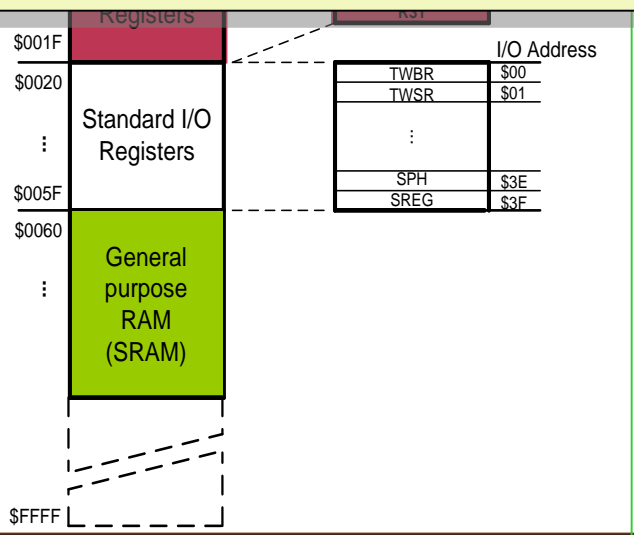 Registers
R31
$001F
I/O Address
$0020
TWBR $00
TWSR $01
Standard I/O
Registers
⋮
⋮
SPH $3E
$005F
SREG $3F
$0060
General
purpose
RAM
(SRAM)
⋮
$FFFF